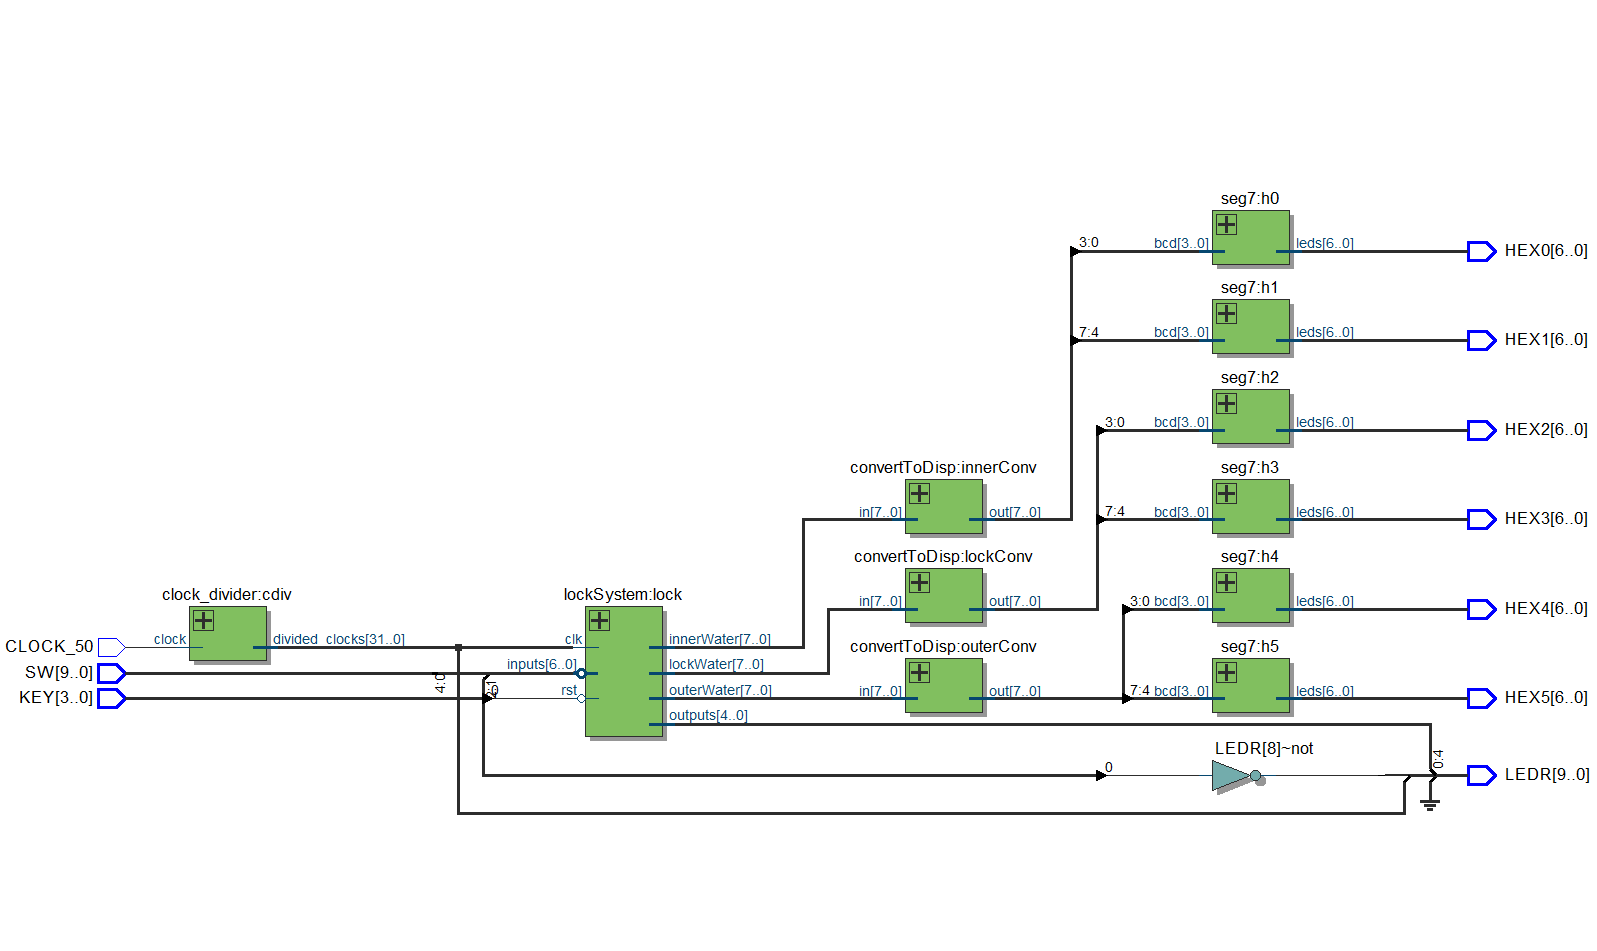 seg7:h0
3:0 bcd[3..0] leds[6..0] HEX0[6..0]
seg7:h1
7:4 bcd[3..0] leds[6..0] HEX1[6..0]
seg7:h2
3:0 bcd[3..0] leds[6..0] HEX2[6..0]
convertToDisp:innerConv
seg7:h3
in[7..0] out[7..0] 7:4 bcd[3..0] leds[6..0] HEX3[6..0]
convertToDisp:lockConv
seg7:h4
in[7..0] out[7..0] 3:0 bcd[3..0] leds[6..0] HEX4[6..0]
clock_divider:cdiv
lockSystem:lock
CLOCK_50 clock divided_clocks[31..0] clk innerWater[7..0]
convertToDisp:outerConv
seg7:h5
SW[9..0] inputs[6..0] lockWater[7..0]
KEY[3..0] 4:0 rst outerWater[7..0] in[7..0] out[7..0] 7:4 bcd[3..0] leds[6..0] HEX5[6..0]
outputs[4..0]
LEDR[8]~not
0 0:4 LEDR[9..0]